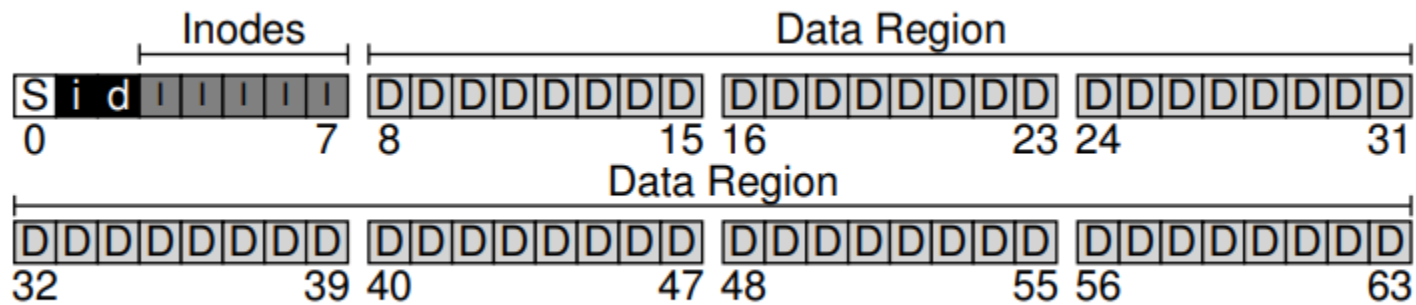 Inodes Data Region
S i d I I I I I D D D D D D D D D D D D D D D D D D D D D D D D
0 7 8 15 16 23 24 31
Data Region
D D D D D D D D D D D D D D D D D D D D D D D D D D D D D D D D
32 39 40 47 48 55 56 63